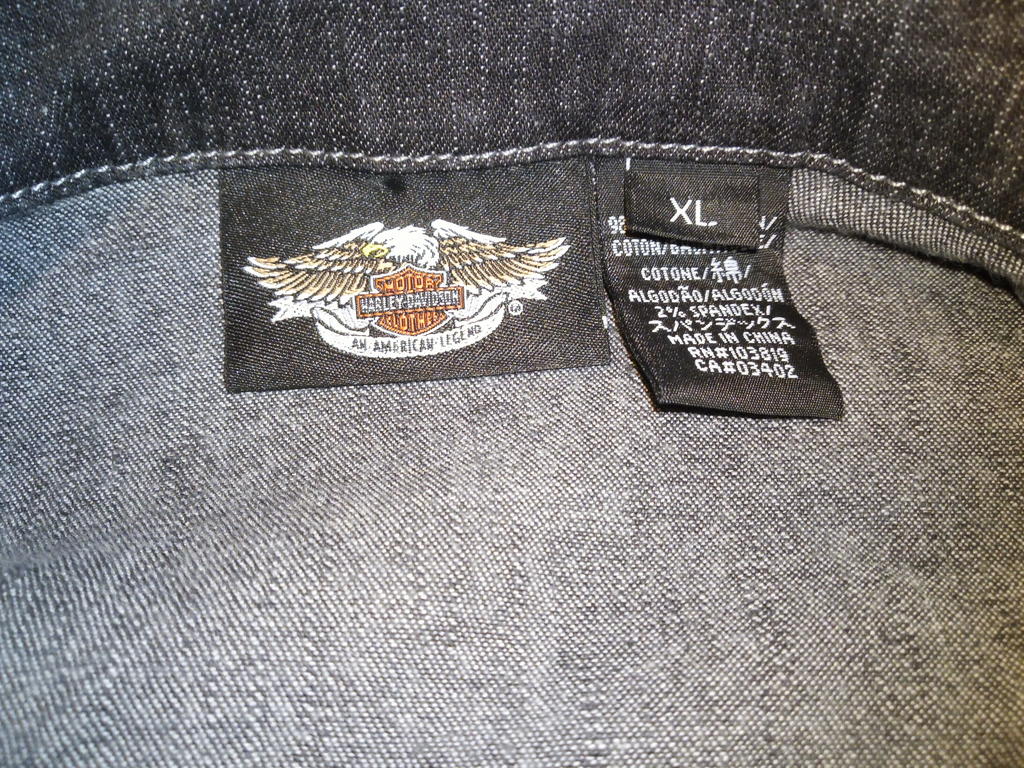 MOTOR
HARLEY-DAVIDSON
CLOTHES
AN AMERICAN LEGEND
®
XL
COTONE/綿/
ALGODÃO/ALGODÓN
2% SPANDEX/
スパンデックス
MADE IN CHINA
RN#103819
CA#03402